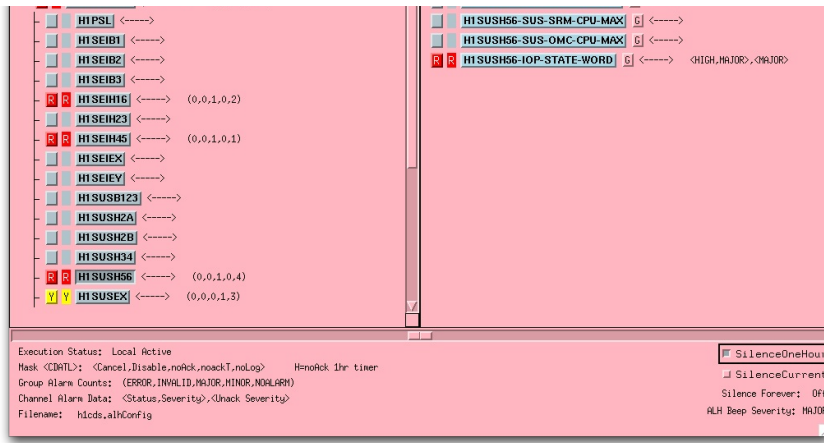 H1PSL <----->
H1SEIB1 <----->
H1SEIB2 <----->
H1SEIB3 <----->
R R H1SEIH16 <-----> (0,0,1,0,2)
H1SEIH23 <----->
R R H1SEIH45 <-----> (0,0,1,0,1)
H1SEIEX <----->
H1SEIEY <----->
H1SUSB123 <----->
H1SUSH2A <----->
H1SUSH2B <----->
H1SUSH34 <----->
R R H1SUSH56 <-----> (0,0,1,0,4)
Y Y H1SUSEX <-----> (0,0,0,1,3)
H1SUSH56-SUS-SRM-CPU-MAX G <----->
H1SUSH56-SUS-OMC-CPU-MAX G <----->
R R H1SUSH56-IOP-STATE-WORD G <-----> <HIGH,MAJOR>,<MAJOR>
Execution Status: Local Active
Mask <CDATL>: <Cancel,Disable,noAck,noackT,noLog> H=noAck 1hr timer
Group Alarm Counts: (ERROR,INVALID,MAJOR,MINOR,NOALARM)
Channel Alarm Data: <Status,Severity>,<Unack Severity>
Filename: h1cds.alhConfig
SilenceOneHour
SilenceCurrent
Silence Forever:
ALH Beep Severity: